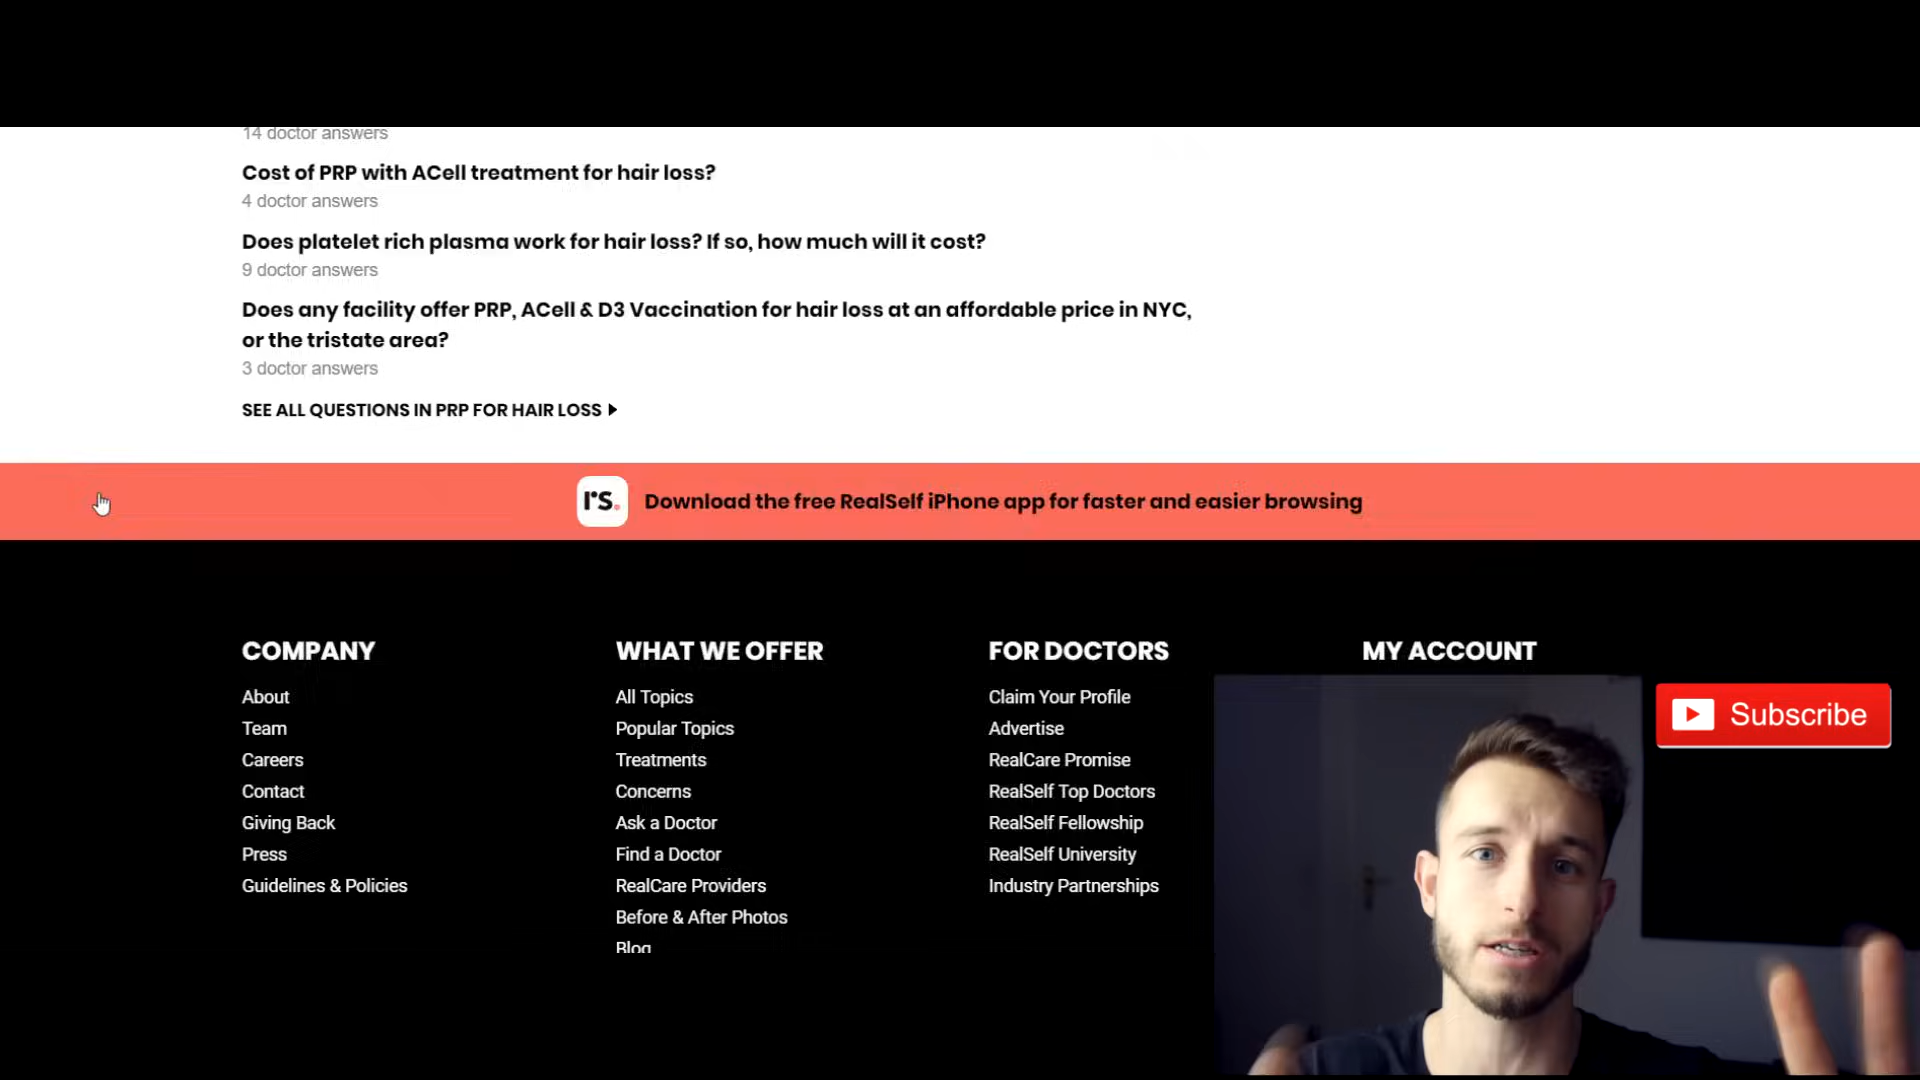 14 doctor answers
Cost of PRP with ACell treatment for hair loss?
4 doctor answers
Does platelet rich plasma work for hair loss? If so, how much will it cost?
9 doctor answers
Does any facility offer PRP, ACell & D3 Vaccination for hair loss at an affordable price in NYC,
or the tristate area?
3 doctor answers
SEE ALL QUESTIONS IN PRP FOR HAIR LOSS
rs. Download the free RealSelf iPhone app for faster and easier browsing
COMPANY
About
Team
Careers
Contact
Giving Back
Press
Guidelines & Policies
WHAT WE OFFER
All Topics
Popular Topics
Treatments
Concerns
Ask a Doctor
Find a Doctor
RealCare Providers
Before & After Photos
Blog
FOR DOCTORS
Claim Your Profile
Advertise
RealCare Promise
RealSelf Top Doctors
RealSelf Fellowship
RealSelf University
Industry Partnerships
MY ACCOUNT
Subscribe